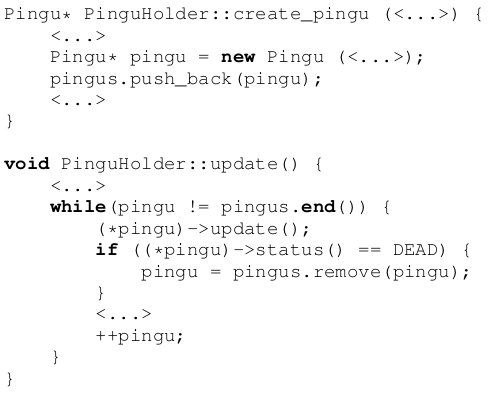 Pingu* PinguHolder::create_pingu (<...>) {
    <...>
    Pingu* pingu = new Pingu (<...>);
    pingus.push_back(pingu);
    <...>
}

void PinguHolder::update() {
    <...>
    while(pingu != pingus.end()) {
        (*pingu)->update();
        if ((*pingu)->status() == DEAD) {
            pingu = pingus.remove(pingu);
        }
        <...>
        ++pingu;
    }
}